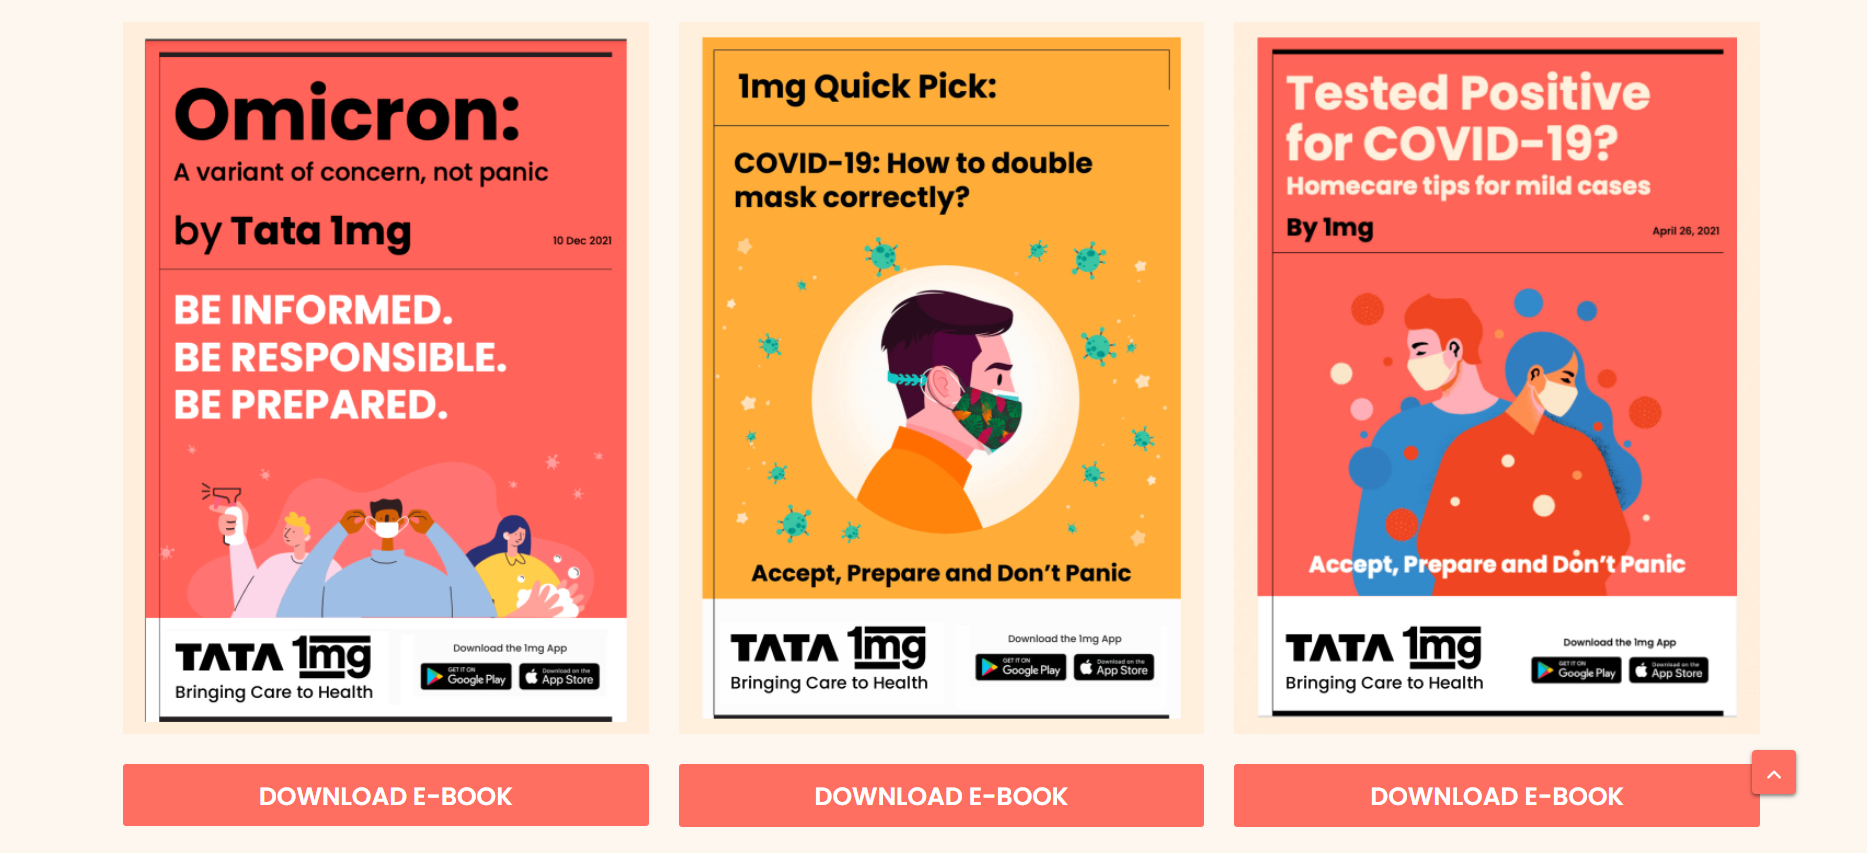 Omicron:
A variant of concern, not panic
by Tata 1mg
10 Dec 2021
BE INFORMED.
BE RESPONSIBLE.
BE PREPARED.
TATA 1mg
Bringing Care to Health
Download the 1mg App
GET IT ON
Google Play
Download on the
App Store
DOWNLOAD E-BOOK
1mg Quick Pick:
COVID-19: How to double
mask correctly?
Accept, Prepare and Don't Panic
TATA 1mg
Bringing Care to Health
Download the 1mg App
GET IT ON
Google Play
Download on the
App Store
DOWNLOAD E-BOOK
Tested Positive
for COVID-19?
Homecare tips for mild cases
By 1mg
April 26, 2021
Accept, Prepare and Don't Panic
TATA 1mg
Bringing Care to Health
Download the 1mg App
GET IT ON
Google Play
Download on the
App Store
DOWNLOAD E-BOOK